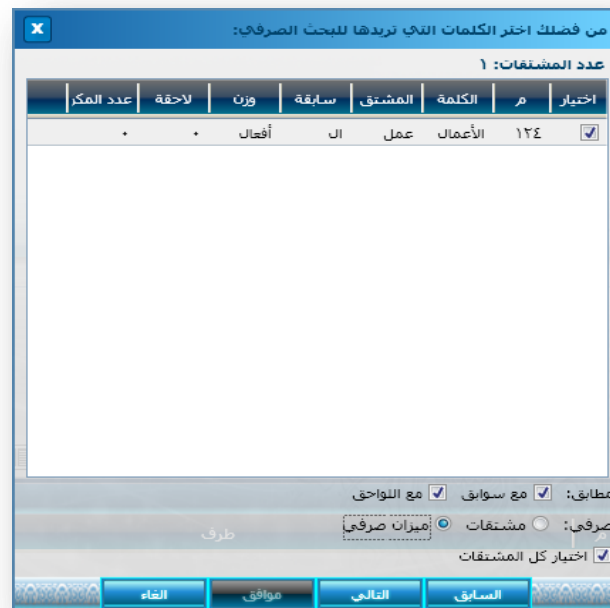 من فضلك اختر الكلمات التي تريدها للبحث الصرفي:
عدد المشتقات: ١
اختيار م الكلمة المشتق سابقة وزن لاحقة عدد المكر
١٢٤ الأعمال عمل ال أفعال ٠ ٠
مطابق: مع سوابق مع اللواحق
صرفي: مشتقات ميزان صرفي
م طرف
اختيار كل المشتقات
السابق التالي موافق الغاء